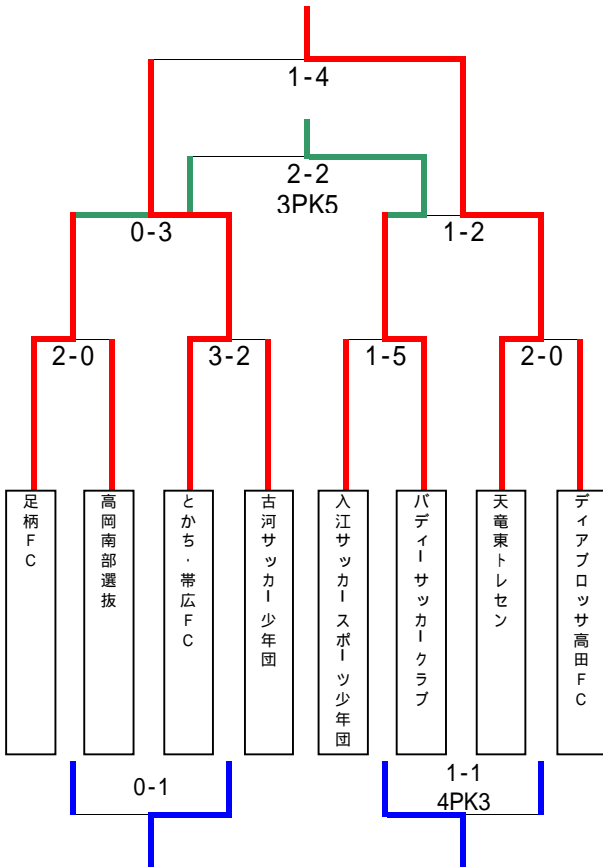 1-4
2-2
3PK5
0-3
1-2
2-0
3-2
1-5
2-0
足柄FC
高岡南部選抜
とかち・帯広FC
古河サッカー少年団
入江サッカースポーツ少年団
バディーサッカークラブ
天竜東トレセン
ディアブロッサ高田FC
0-1
1-1
4PK3